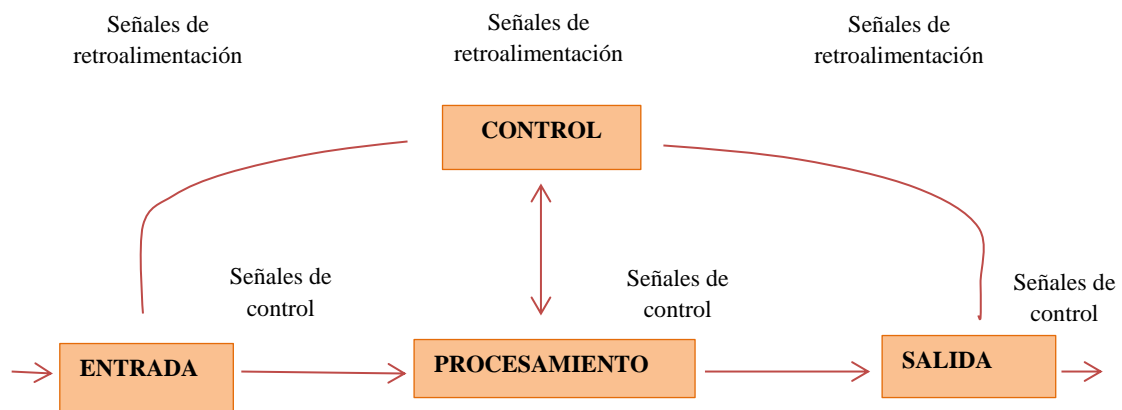 Señales de
retroalimentación
Señales de
retroalimentación
Señales de
retroalimentación
CONTROL
Señales de
control
Señales de
control
Señales de
control
ENTRADA
PROCESAMIENTO
SALIDA